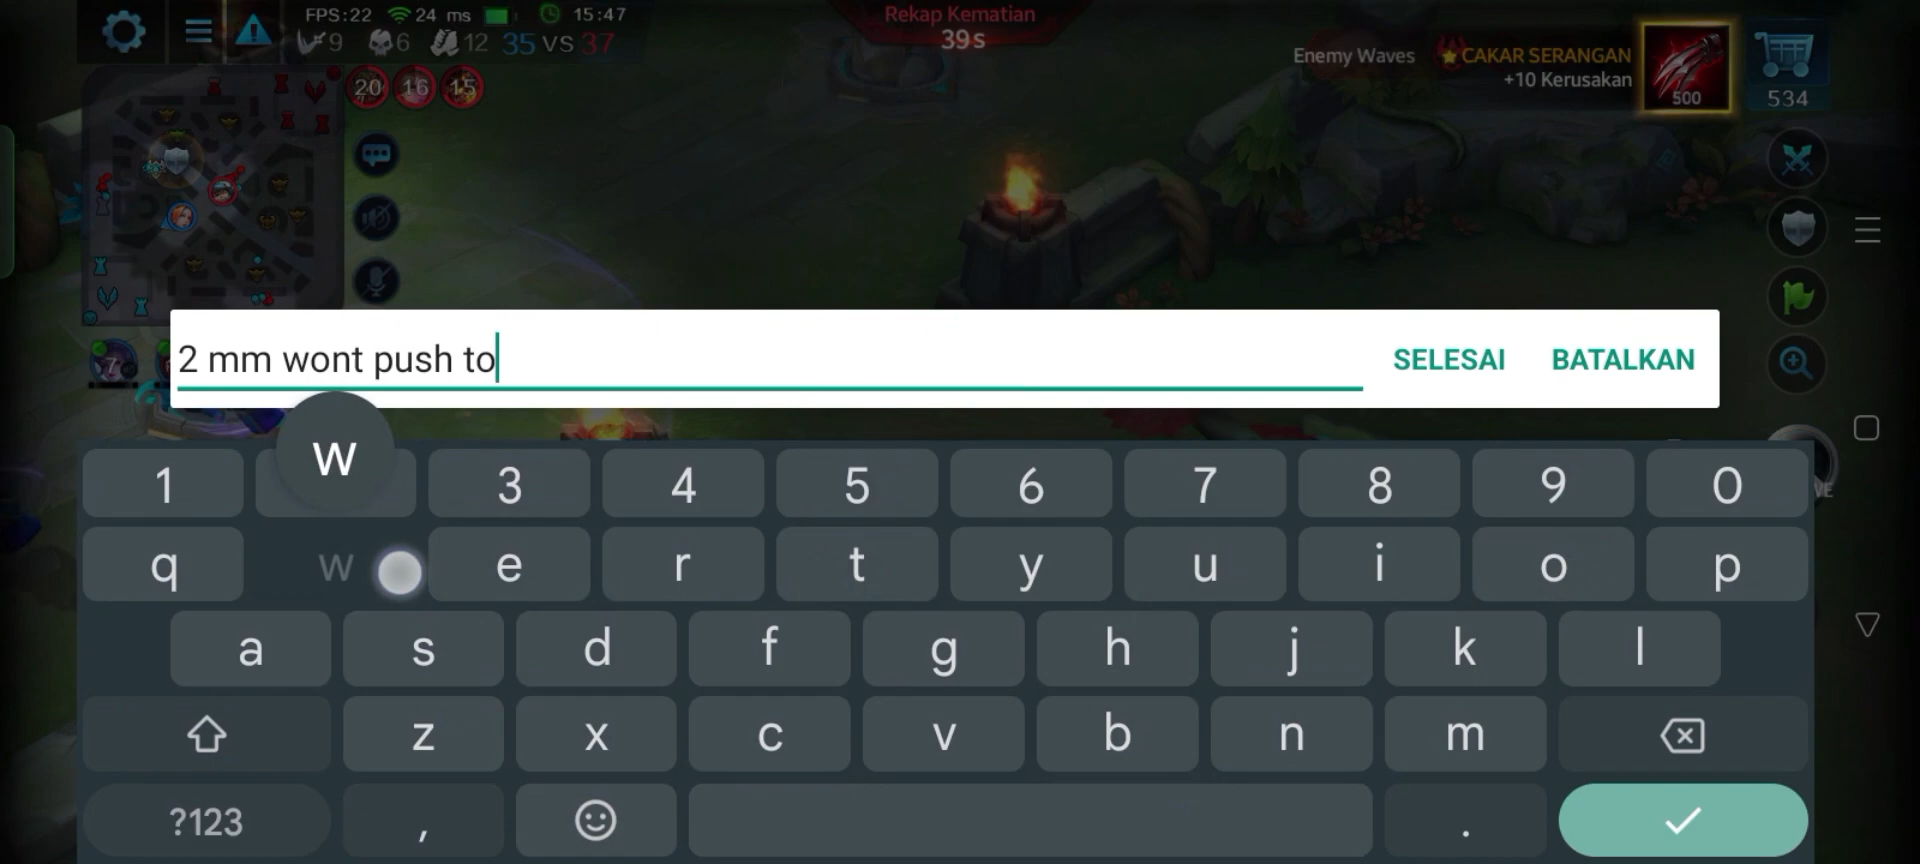 FPS:22 24 ms 15:47
9 6 12 35 VS 37
Rekap Kematian
39s
Enemy Waves
CAKAR SERANGAN
+10 Kerusakan
500
534
20 16 15
2 mm wont push to
SELESAI BATALKAN
w
1 3 4 5 6 7 8 9 0
q w e r t y u i o p
a s d f g h j k l
z x c v b n m
?123 , .